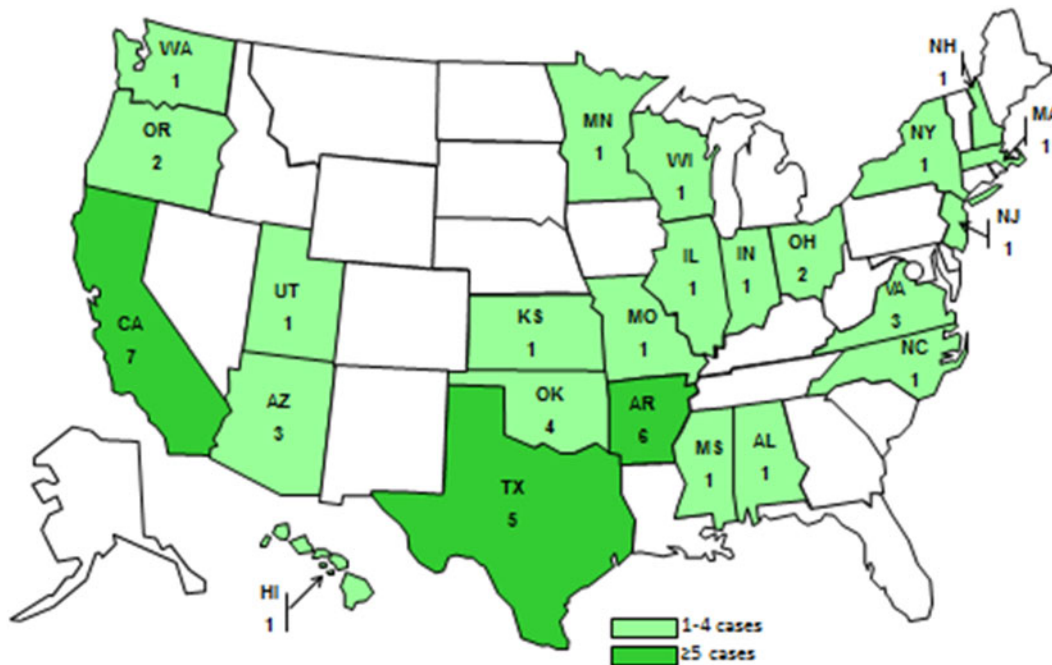 WA
1
OR
2
CA
7
UT
1
AZ
3
KS
1
OK
4
TX
5
MN
1
WI
1
IL
1
MO
1
AR
6
IN
1
OH
2
MS
1
AL
1
NH
1
MA
1
NY
1
NJ
1
VA
3
NC
1
HI
1
1-4 cases
≥5 cases